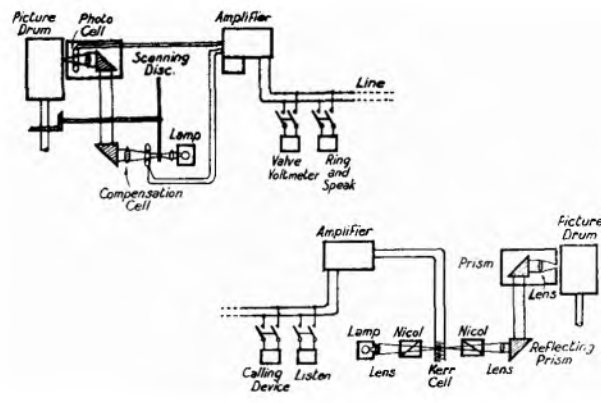 Picture
Drum
Photo
Cell
Amplifier
Scanning
Disc.
Line
Lamp
Compensation
Cell
Valve
Voltmeter
Ring
and
Speak
Amplifier
Picture
Drum
Prism
Lens
Lamp
Nicol
Nicol
Calling
Device
Listen
Lens
Kerr
Cell
Lens
Reflecting
Prism